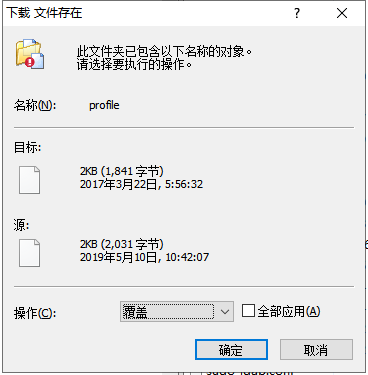 下载 文件存在
此文件夹已包含以下名称的对象。
请选择要执行的操作。
名称(N): profile
目标:
2KB (1,841 字节)
2017年3月22日, 5:56:32
源:
2KB (2,031 字节)
2019年5月10日, 10:42:07
操作(C): 覆盖 全部应用(A)
确定 取消